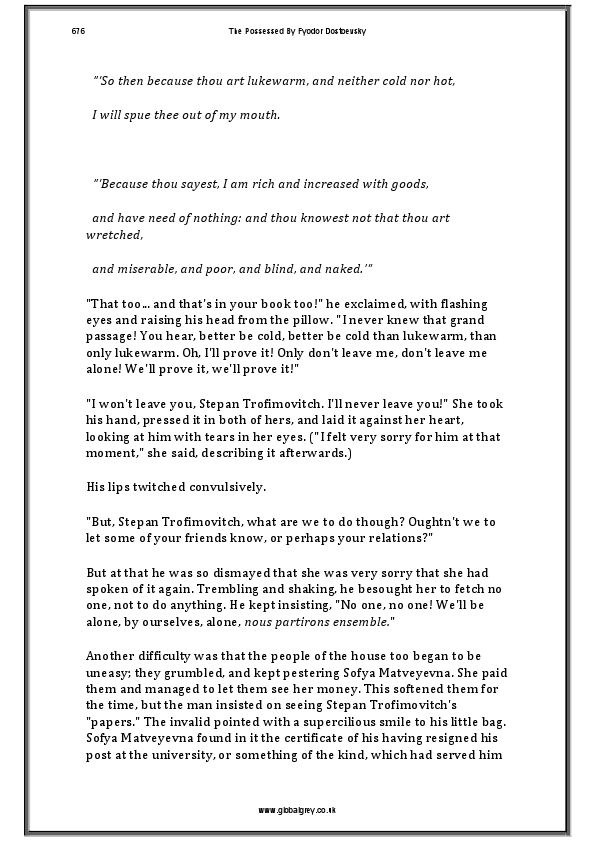 676
The Possessed By Fyodor Dostoevsky
"'So then because thou art lukewarm, and neither cold nor hot,
I will spue thee out of my mouth.
"'Because thou sayest, I am rich and increased with goods,
and have need of nothing: and thou knowest not that thou art
wretched,
and miserable, and poor, and blind, and naked.'"
"That too... and that's in your book too!" he exclaimed, with flashing
eyes and raising his head from the pillow. "I never knew that grand
passage! You hear, better be cold, better be cold than lukewarm, than
only lukewarm. Oh, I'll prove it! Only don't leave me, don't leave me
alone! We'll prove it, we'll prove it!"
"I won't leave you, Stepan Trofimovitch. I'll never leave you!" She took
his hand, pressed it in both of hers, and laid it against her heart,
looking at him with tears in her eyes. ("I felt very sorry for him at that
moment," she said, describing it afterwards.)
His lips twitched convulsively.
"But, Stepan Trofimovitch, what are we to do though? Oughtn't we to
let some of your friends know, or perhaps your relations?"
But at that he was so dismayed that she was very sorry that she had
spoken of it again. Trembling and shaking, he besought her to fetch no
one, not to do anything. He kept insisting, "No one, no one! We'll be
alone, by ourselves, alone, nous partirons ensemble."
Another difficulty was that the people of the house too began to be
uneasy; they grumbled, and kept pestering Sofya Matveyevna. She paid
them and managed to let them see her money. This softened them for
the time, but the man insisted on seeing Stepan Trofimovitch's
"papers." The invalid pointed with a supercilious smile to his little bag.
Sofya Matveyevna found in it the certificate of his having resigned his
post at the university, or something of the kind, which had served him
www.globalgrey.co.uk